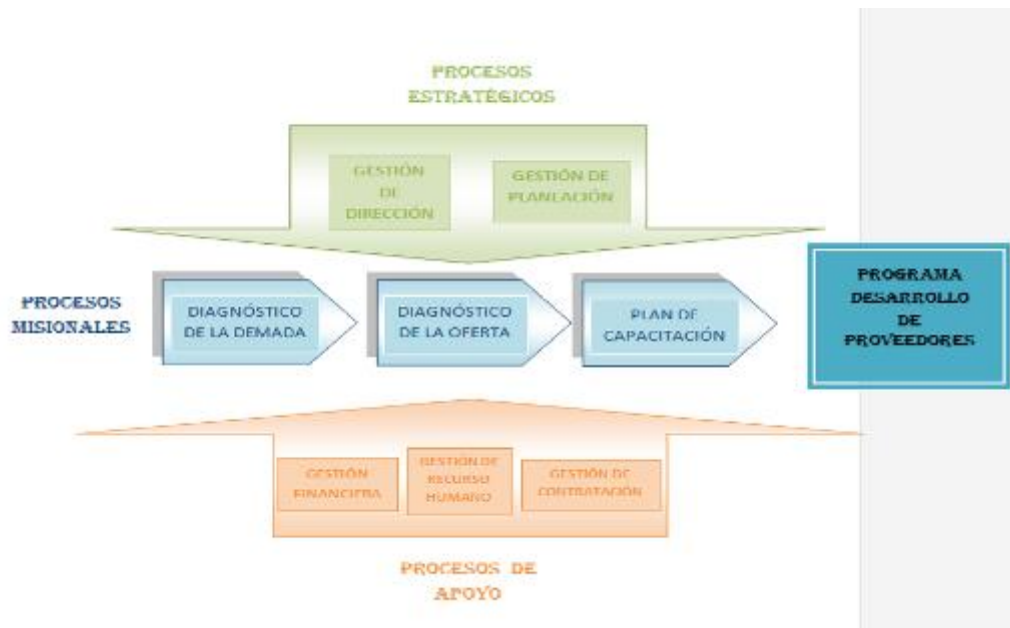 PROCESOS
ESTRATÉGICOS
GESTIÓN
DE
DIRECCIÓN
GESTIÓN DE
PLANEACIÓN
PROCESOS
MISIONALES
DIAGNÓSTICO
DE LA DEMADA
DIAGNÓSTICO
DE LA OFERTA
PLAN DE
CAPACITACIÓN
PROGRAMA
DESARROLLO
DE
PROVEEDORES
GESTIÓN
FINANCIERA
GESTIÓN DE
RECURSO
HUMANO
GESTIÓN DE
CONTRATACIÓN
PROCESOS DE
APOYO